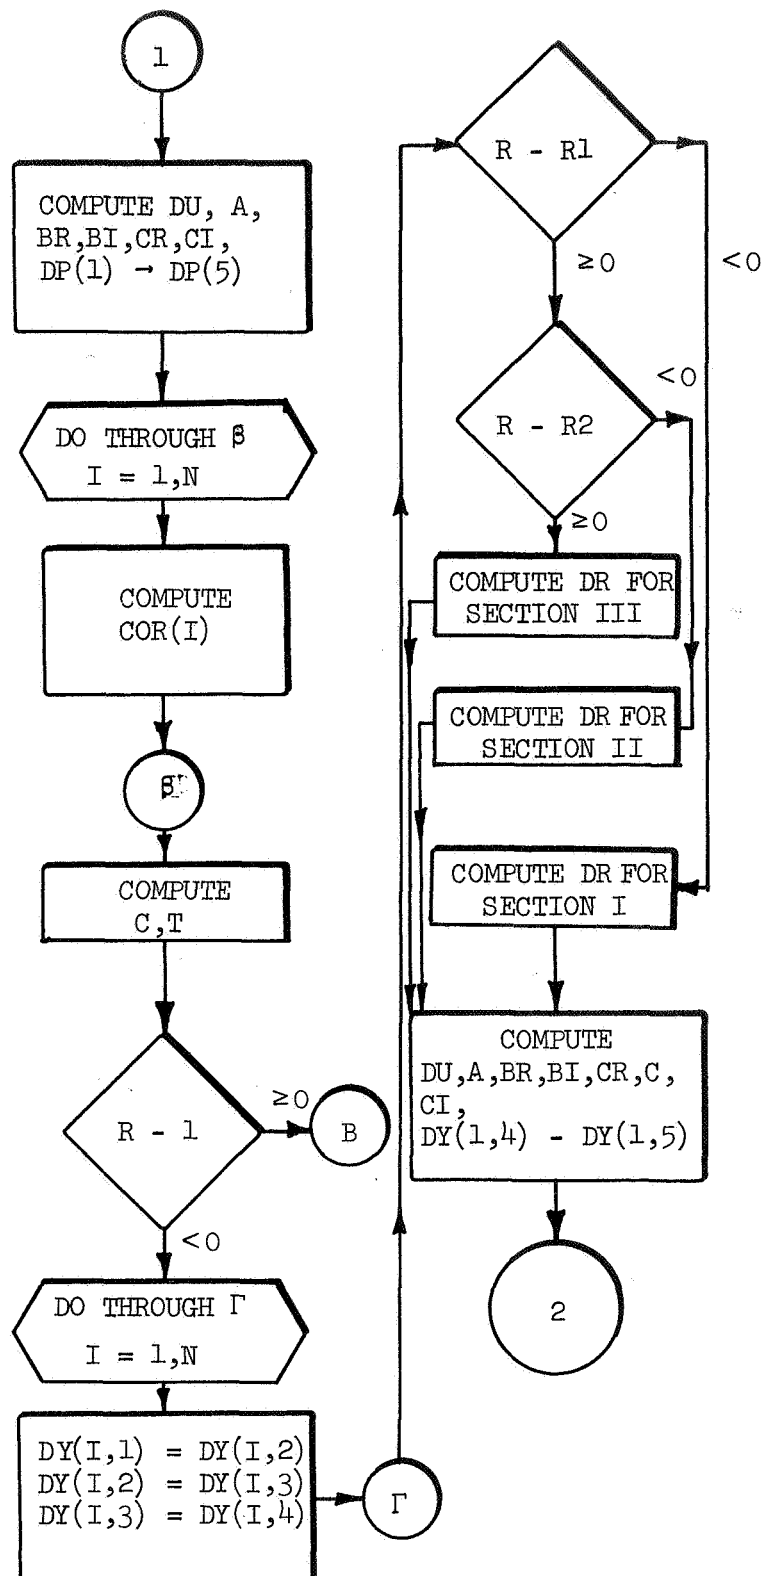 1
COMPUTE DU, A,
BR,BI,CR,CI,
DP(1) → DP(5)
DO THROUGH β
I = 1,N
COMPUTE
COR(I)
β
COMPUTE
C,T
R - 1
≥0
B
<0
DO THROUGH Γ
I = 1,N
DY(I,1) = DY(I,2)
DY(I,2) = DY(I,3)
DY(I,3) = DY(I,4)
Γ
R - R1
≥0
<0
R - R2
<0
≥0
COMPUTE DR FOR
SECTION III
COMPUTE DR FOR
SECTION II
COMPUTE DR FOR
SECTION I
COMPUTE
DU,A,BR,BI,CR,C,
CI,
DY(1,4) - DY(1,5)
2